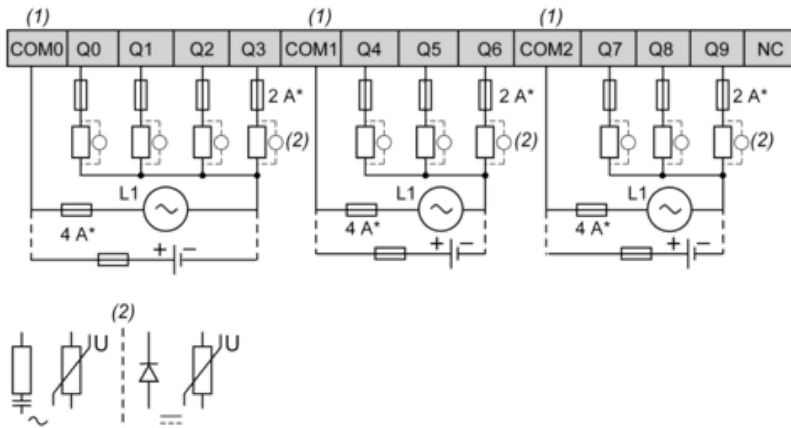 (1) (1) (1)
COM0 Q0 Q1 Q2 Q3 COM1 Q4 Q5 Q6 COM2 Q7 Q8 Q9 NC
2 A* 2 A* 2 A*
(2) (2) (2)
L1 L1 L1
4 A* 4 A* 4 A*
+ − + − + −
(2)
U U